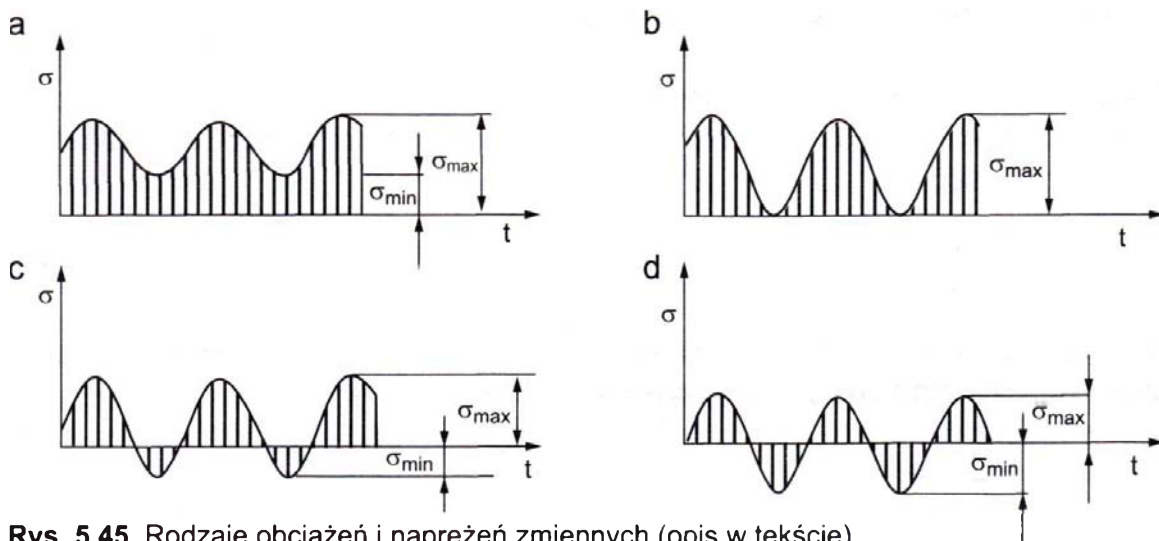 a
σ
σmax
σmin
t
b
σ
σmax
t
c
σ
σmax
σmin
t
d
σ
σmax
σmin
t
Rys. 5.45. Rodzaje obciążeń i naprężeń zmiennych (opis w tekście)